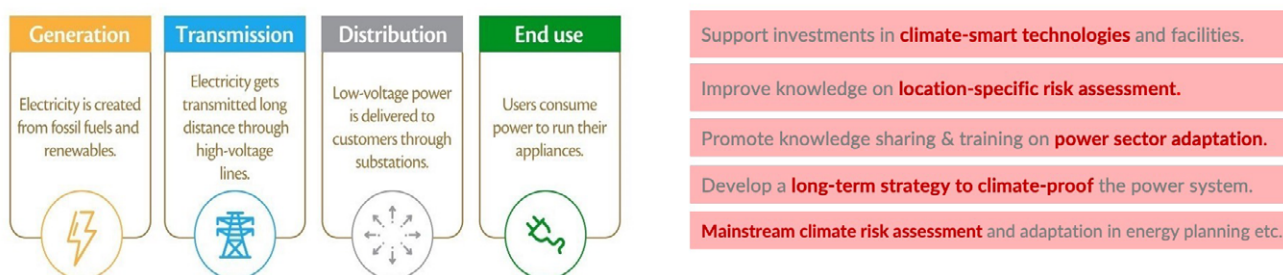 Generation
Electricity is created
from fossil fuels and
renewables.
Transmission
Electricity gets
transmitted long
distance through
high-voltage
lines.
Distribution
Low-voltage power
is delivered to
customers through
substations.
End use
Users consume
power to run their
appliances.
Support investments in climate-smart technologies and facilities.
Improve knowledge on location-specific risk assessment.
Promote knowledge sharing & training on power sector adaptation.
Develop a long-term strategy to climate-proof the power system.
Mainstream climate risk assessment and adaptation in energy planning etc.